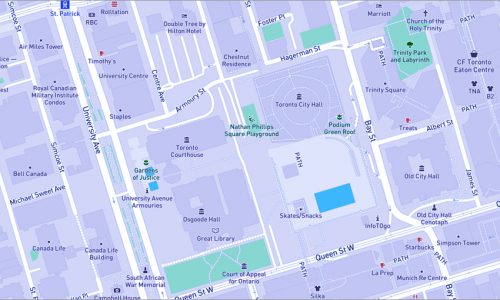 St. Patrick
Rolltation
RBC
Double Tree by
Hilton Hotel
Foster Pl
Marriott
PATH
Church of the
Holy Trinity
Simcoe St
Air Miles Tower
Timothy's
University Centre
Chestnut
Residence
Hagerman St
Trinity Park
and Labyrinth
PATH
CF Toronto
Eaton Centre
Royal Canadian
Military Institute
Condos
Centre Ave
Armoury St
Toronto City Hall
Trinity Square
TNA
B2
Staples
University Ave
Nathan Phillips
Square Playground
Podium
Green Roof
Bay St
Treats
Albert St
Simcoe St
Toronto
Courthouse
PATH
Bell Canada
Gardens
of Justice
Old City Hall
James St
Michael Sweet Ave
University Avenue
Armouries
Osgoode Hall
Skates/Snacks
InfoTOgo
Old City Hall
Cenotaph
Great Library
Canada Life
Canada Life
Building
PATH
Queen St W
Starbucks
Simpson Tower
South African
War Memorial
Court of Appeal
for Ontario
Queen St W
La Prep
Munich Re Centre
Campbell House
Silka
PATH